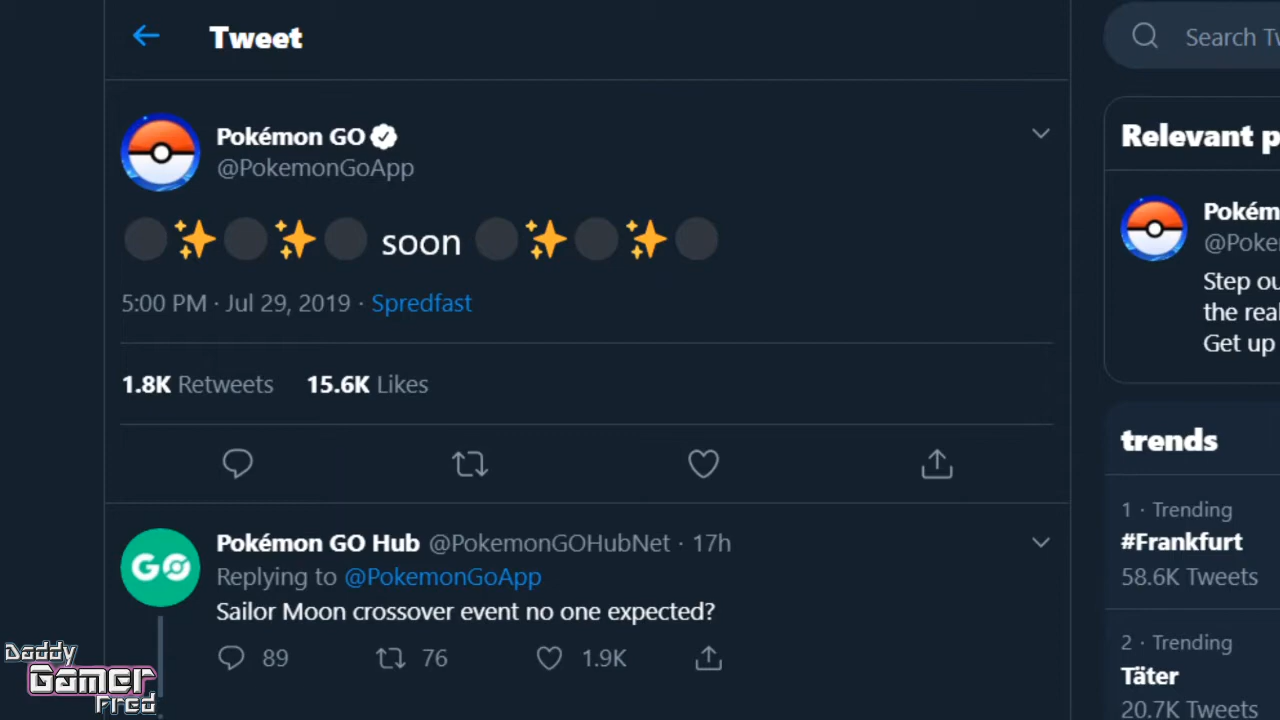 Tweet
Search Tw
Pokémon GO
@PokemonGoApp
⚫✨⚫✨⚫ soon ⚫✨⚫✨⚫
5:00 PM · Jul 29, 2019 · Spredfast
1.8K Retweets 15.6K Likes
Pokémon GO Hub @PokemonGOHubNet · 17h
Replying to @PokemonGoApp
Sailor Moon crossover event no one expected?
89 76 1.9K
Relevant p
Pokém
@Poke
Step ou
the real
Get up
trends
1 · Trending
#Frankfurt
58.6K Tweets
2 · Trending
Täter
20.7K Tweets
GO
Daddy
Gamer
Fred